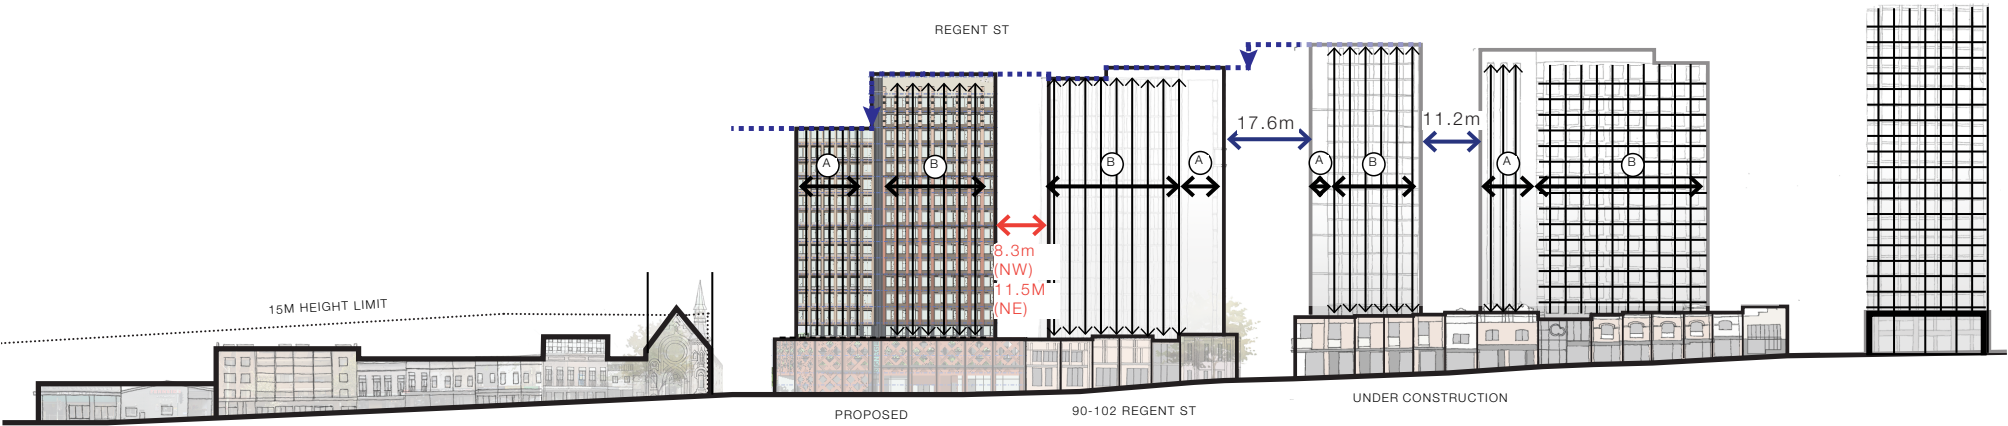 REGENT ST
17.6m
11.2m
A
B
B
A
A
B
A
B
8.3m
(NW)
11.5M
(NE)
15M HEIGHT LIMIT
PROPOSED
90-102 REGENT ST
UNDER CONSTRUCTION